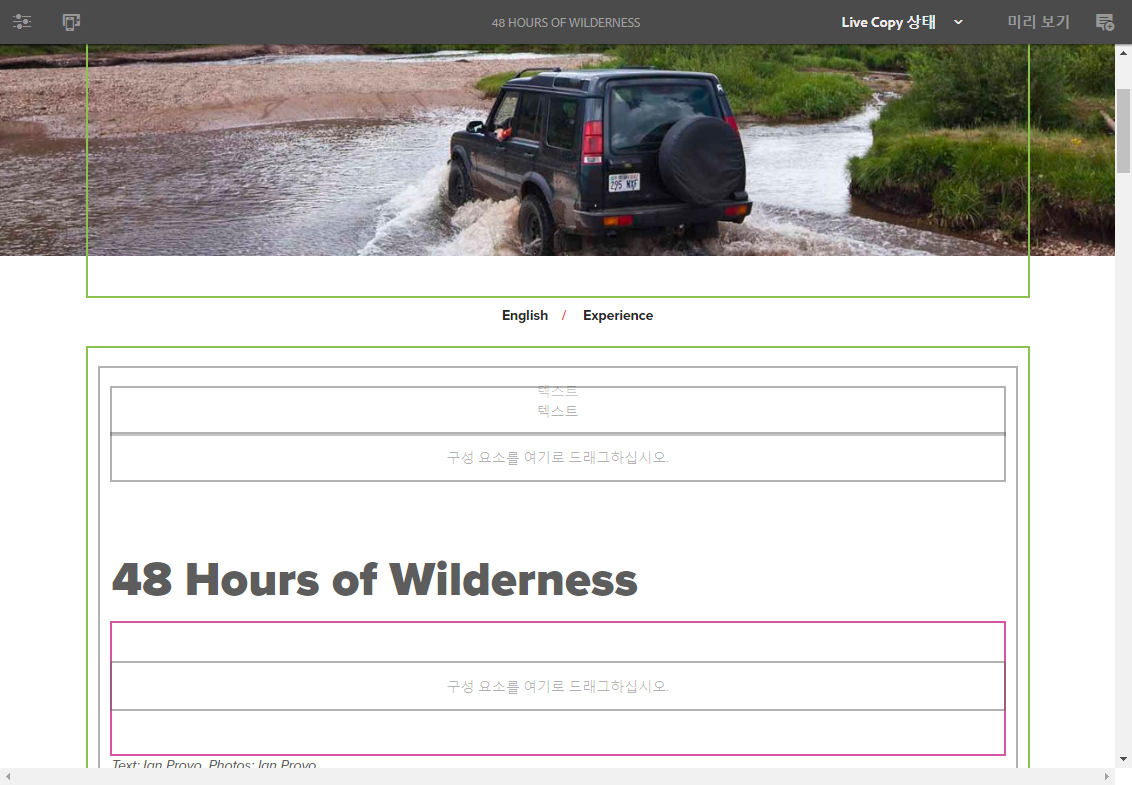 48 HOURS OF WILDERNESS
Live Copy 상태
미리 보기
295 NXF
English / Experience
텍스트
텍스트
구성 요소를 여기로 드래그하십시오.
48 Hours of Wilderness
구성 요소를 여기로 드래그하십시오.
Text: Ian Provo, Photos: Ian Provo